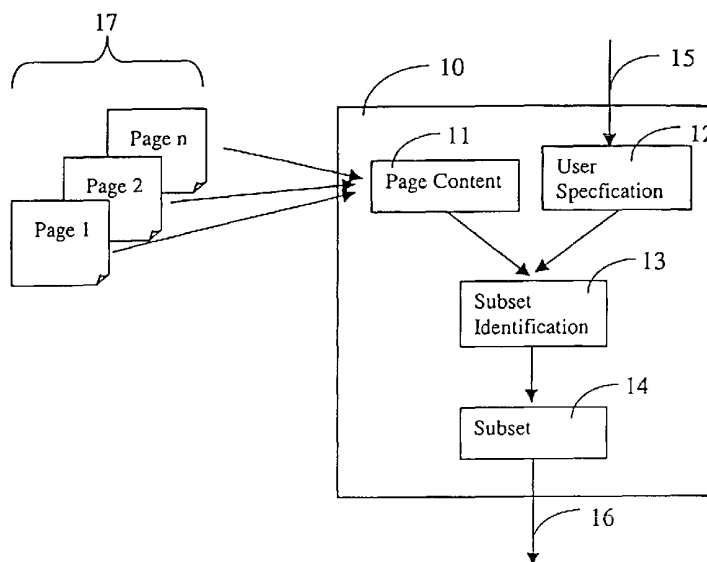 17
10
15
Page n
11
12
Page 2
Page Content
User
Specfication
Page 1
13
Subset
Identification
14
Subset
16